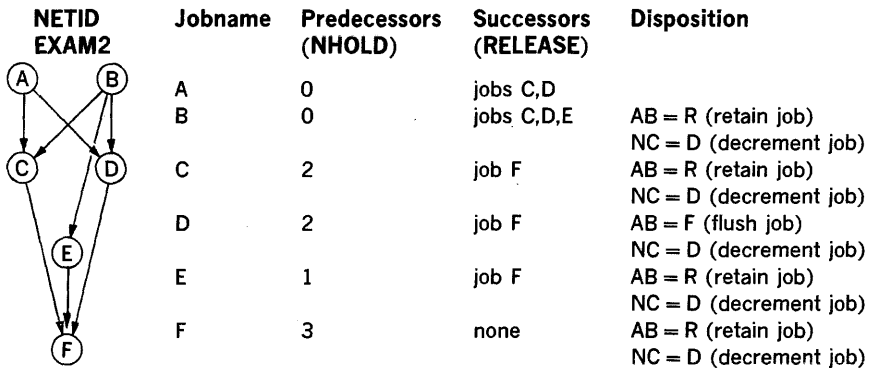 NETID Jobname Predecessors Successors Disposition
EXAM2 (NHOLD) (RELEASE)
A B
A 0 jobs C,D
B 0 jobs C,D,E AB = R (retain job)
NC = D (decrement job)
C D C 2 job F AB = R (retain job)
NC = D (decrement job)
D 2 job F AB = F (flush job)
NC = D (decrement job)
E
E 1 job F AB = R (retain job)
NC = D (decrement job)
F 3 none AB = R (retain job)
F
NC = D (decrement job)